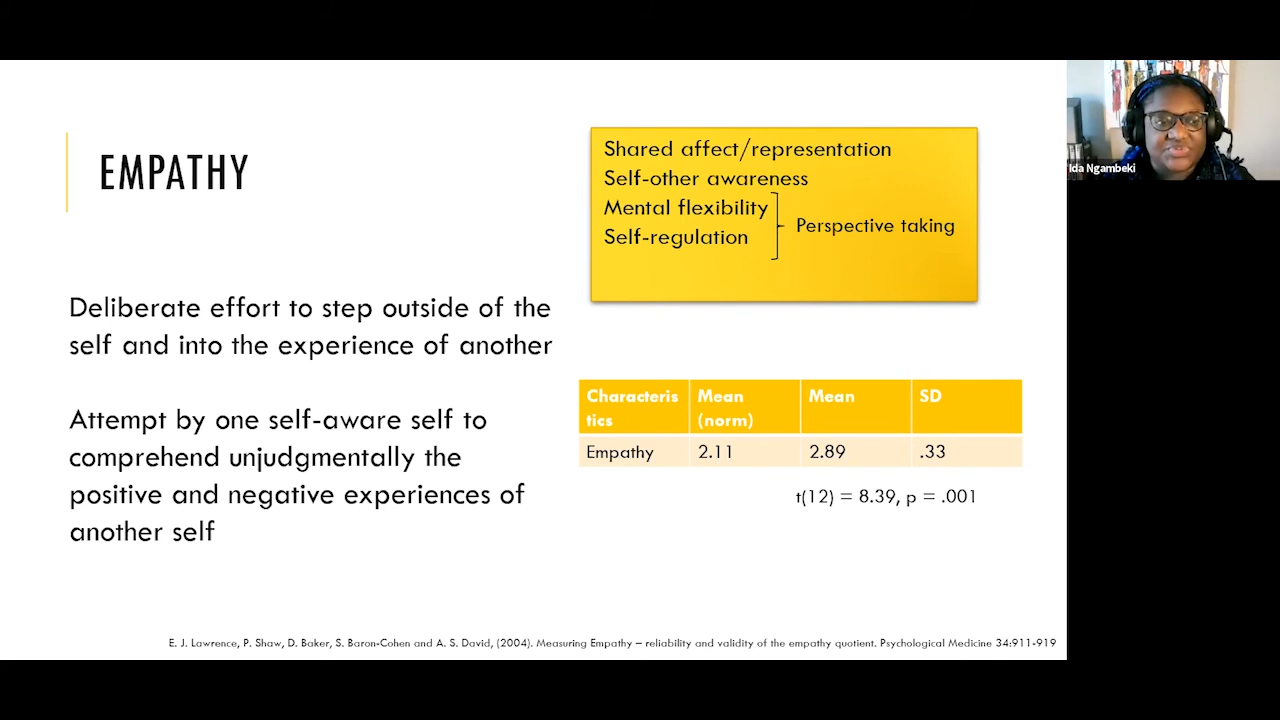 EMPATHY
Deliberate effort to step outside of the
self and into the experience of another
Attempt by one self-aware self to
comprehend unjudgmentally the
positive and negative experiences of
another self
Shared affect/representation
Self-other awareness
Mental flexibility
Self-regulation
Perspective taking
Characteris
tics
Mean
(norm)
Mean
SD
Empathy 2.11 2.89 .33
t(12) = 8.39, p = .001
E. J. Lawrence, P. Shaw, D. Baker, S. Baron-Cohen and A. S. David, (2004). Measuring Empathy – reliability and validity of the empathy quotient. Psychological Medicine 34:911-919
Ida Ngambeki